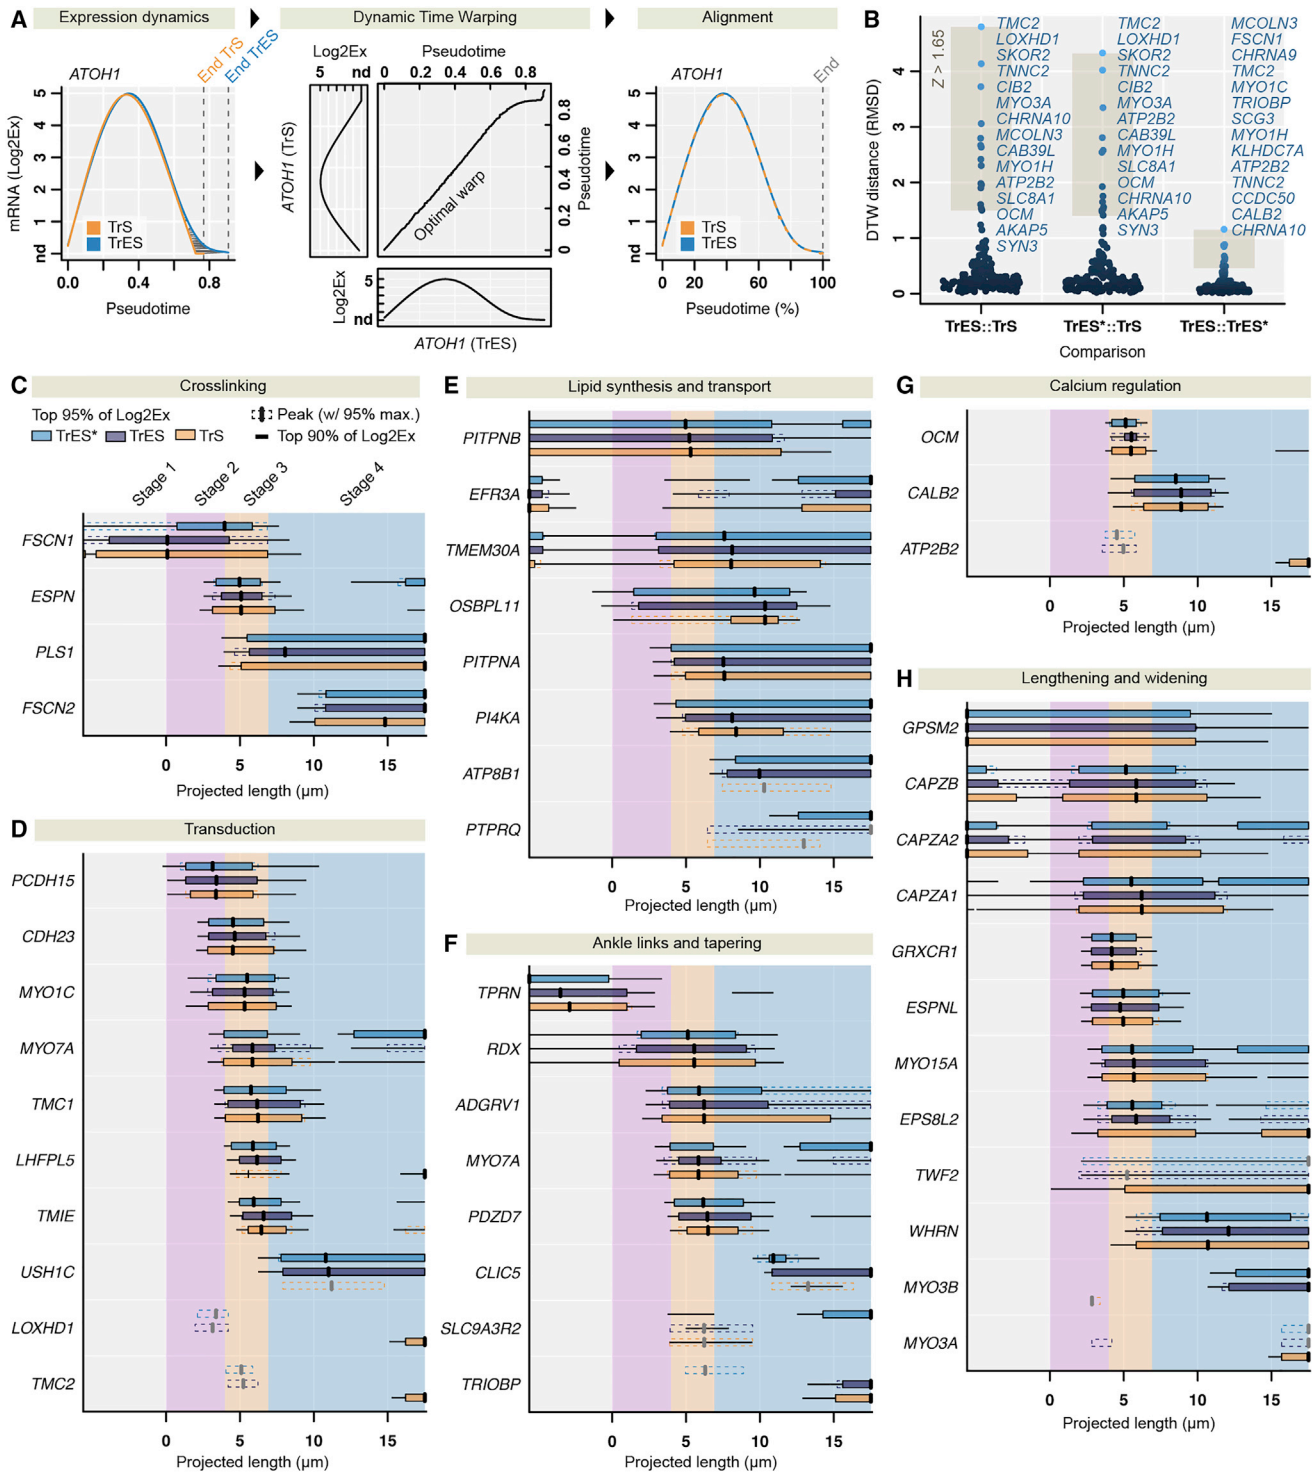 A
Expression dynamics
Dynamic Time Warping
Alignment
End TrS
End TrES
ATOH1
5
4
3
2
1
nd
mRNA (Log2Ex)
TrS
TrES
0.0
0.4
0.8
Pseudotime
Log2Ex
5
nd
ATOH1 (TrS)
Pseudotime
0
0.2
0.4
0.6
0.8
Optimal warp
0.8
0.6
0.4
0.2
0
Pseudotime
Log2Ex
5
nd
ATOH1 (TrES)
ATOH1
End
5
4
3
2
1
nd
TrS
TrES
0
20
60
100
Pseudotime (%)
B
DTW distance (RMSD)
4
3
2
1
0
Z > 1.65
TMC2
LOXHD1
SKOR2
TNNC2
CIB2
MYO3A
CHRNA10
MCOLN3
CAB39L
MYO1H
ATP2B2
SLC8A1
OCM
AKAP5
SYN3
TMC2
LOXHD1
SKOR2
TNNC2
CIB2
MYO3A
ATP2B2
CAB39L
MYO1H
SLC8A1
OCM
CHRNA10
AKAP5
SYN3
MCOLN3
FSCN1
CHRNA9
TMC2
MYO1C
TRIOBP
SCG3
MYO1H
KLHDC7A
ATP2B2
TNNC2
CCDC50
CALB2
CHRNA10
TrES::TrS
TrES*::TrS
TrES::TrES*
Comparison
C
Crosslinking
Top 95% of Log2Ex
TrES*
TrES
TrS
Peak (w/ 95% max.)
Top 90% of Log2Ex
Stage 1
Stage 2
Stage 3
Stage 4
FSCN1
ESPN
PLS1
FSCN2
0
5
10
15
Projected length (µm)
D
Transduction
PCDH15
CDH23
MYO1C
MYO7A
TMC1
LHFPL5
TMIE
USH1C
LOXHD1
TMC2
0
5
10
15
Projected length (µm)
E
Lipid synthesis and transport
PITPNB
EFR3A
TMEM30A
OSBPL11
PITPNA
PI4KA
ATP8B1
PTPRQ
0
5
10
15
Projected length (µm)
F
Ankle links and tapering
TPRN
RDX
ADGRV1
MYO7A
PDZD7
CLIC5
SLC9A3R2
TRIOBP
0
5
10
15
Projected length (µm)
G
Calcium regulation
OCM
CALB2
ATP2B2
0
5
10
15
Projected length (µm)
H
Lengthening and widening
GPSM2
CAPZB
CAPZA2
CAPZA1
GRXCR1
ESPNL
MYO15A
EPS8L2
TWF2
WHRN
MYO3B
MYO3A
0
5
10
15
Projected length (µm)